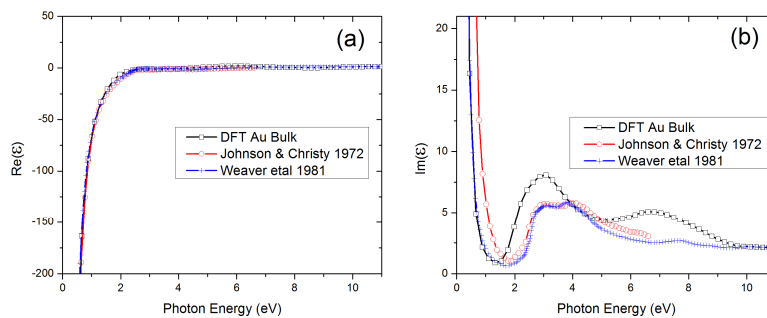 (a)
Re(ε)
50
0
-50
-100
-150
-200
0
2
4
6
8
10
Photon Energy (eV)
DFT Au Bulk
Johnson & Christy 1972
Weaver etal 1981
(b)
Im(ε)
20
15
10
5
0
0
2
4
6
8
10
Photon Energy (eV)
DFT Au Bulk
Johnson & Christy 1972
Weaver etal 1981